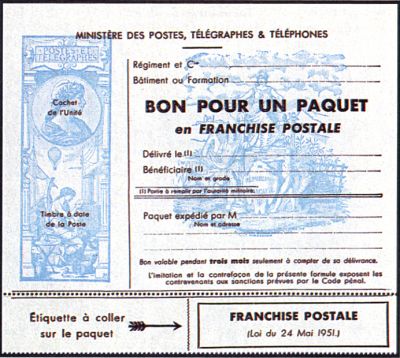 MINISTÈRE DES POSTES, TÉLÉGRAPHES & TÉLÉPHONES
POSTES ET
TÉLÉGRAPHES
Cachet
de l'Unité
Timbre à date
de la Poste
Régiment et Cie
Bâtiment ou Formation
BON POUR UN PAQUET
en FRANCHISE POSTALE
Délivré le (1)
Bénéficiaire (1)
Nom et grade
(1) Partie à remplir par l'autorité militaire.
Paquet expédié par M
Nom et adresse
Bon valable pendant trois mois seulement à compter de sa délivrance.
L'imitation et la contrefaçon de la présente formule exposent les
contrevenants aux sanctions prévues par le Code pénal.
Étiquette à coller
sur le paquet
FRANCHISE POSTALE
(Loi du 24 Mai 1951.)